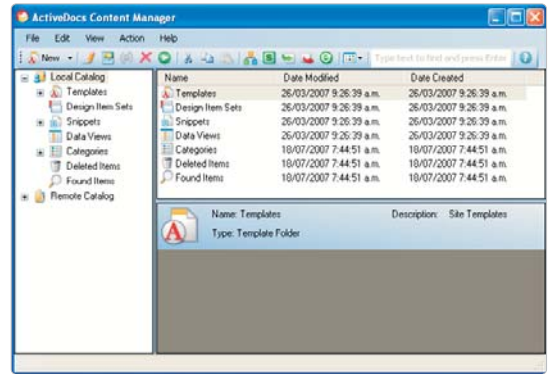 ActiveDocs Content Manager
File Edit View Action Help
New Type text to find and press Enter
Local Catalog
Templates
Design Item Sets
Snippets
Data Views
Categories
Deleted Items
Found Items
Remote Catalog
Name Date Modified Date Created
Templates 26/03/2007 9:26:39 a.m. 26/03/2007 9:26:39 a.m.
Design Item Sets 26/03/2007 9:26:39 a.m. 26/03/2007 9:26:39 a.m.
Snippets 26/03/2007 9:26:39 a.m. 26/03/2007 9:26:39 a.m.
Data Views 26/03/2007 9:26:39 a.m. 26/03/2007 9:26:39 a.m.
Categories 18/07/2007 7:44:51 a.m. 18/07/2007 7:44:51 a.m.
Deleted Items 18/07/2007 7:44:51 a.m. 18/07/2007 7:44:51 a.m.
Found Items 18/07/2007 7:44:51 a.m. 18/07/2007 7:44:51 a.m.
Name: Templates Description: Site Templates
Type: Template Folder